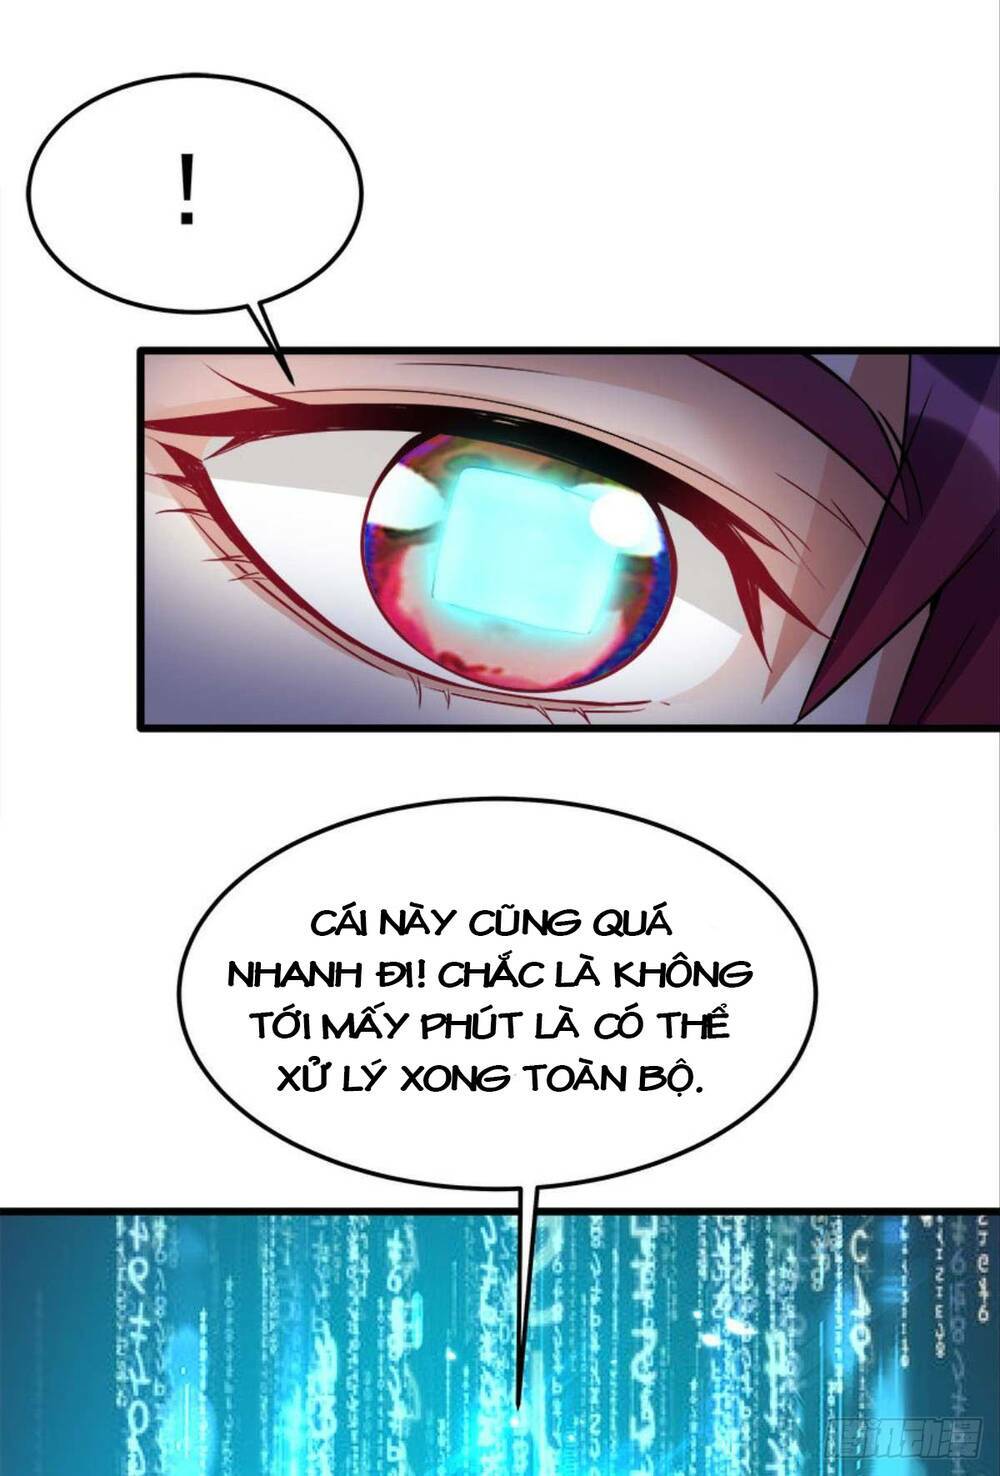 !
CÁI NÀY CŨNG QUÁ
NHANH ĐI! CHẮC LÀ KHÔNG
TỚI MẤY PHÚT LÀ CÓ THỂ
XỬ LÝ XONG TOÀN BỘ.